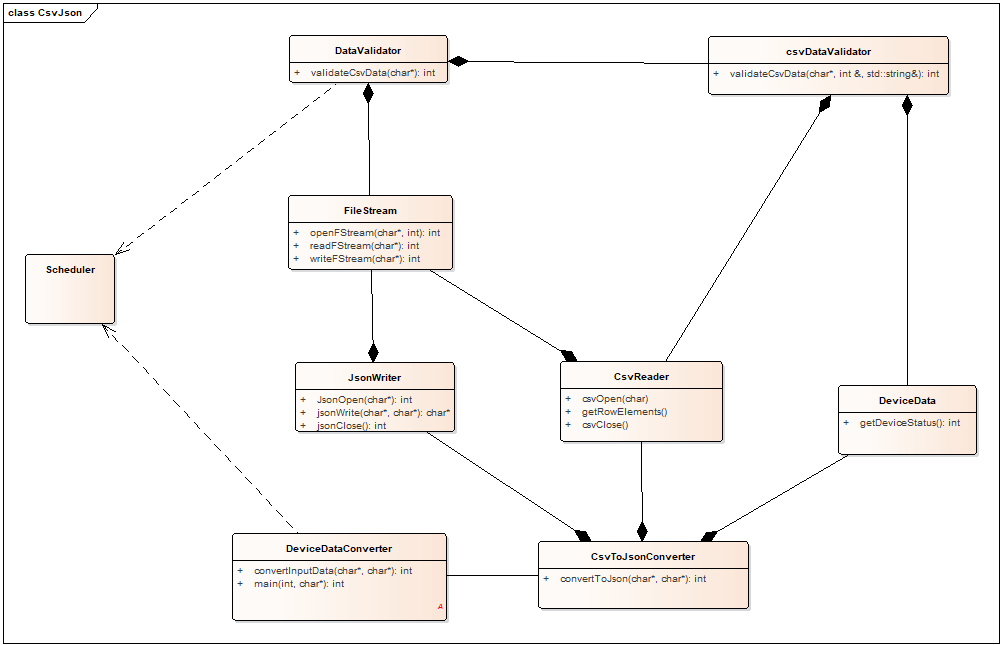 class CsvJson
DataValidator
+ validateCsvData(char*): int
csvDataValidator
+ validateCsvData(char*, int &, std::string&): int
FileStream
+ openFStream(char*, int): int
+ readFStream(char*): int
+ writeFStream(char*): int
Scheduler
JsonWriter
+ JsonOpen(char*): int
+ jsonWrite(char*, char*): char*
+ jsonClose(): int
CsvReader
+ csvOpen(char)
+ getRowElements()
+ csvClose()
DeviceData
+ getDeviceStatus(): int
DeviceDataConverter
+ convertInputData(char*, char*): int
+ main(int, char*): int
A
CsvToJsonConverter
+ convertToJson(char*, char*): int